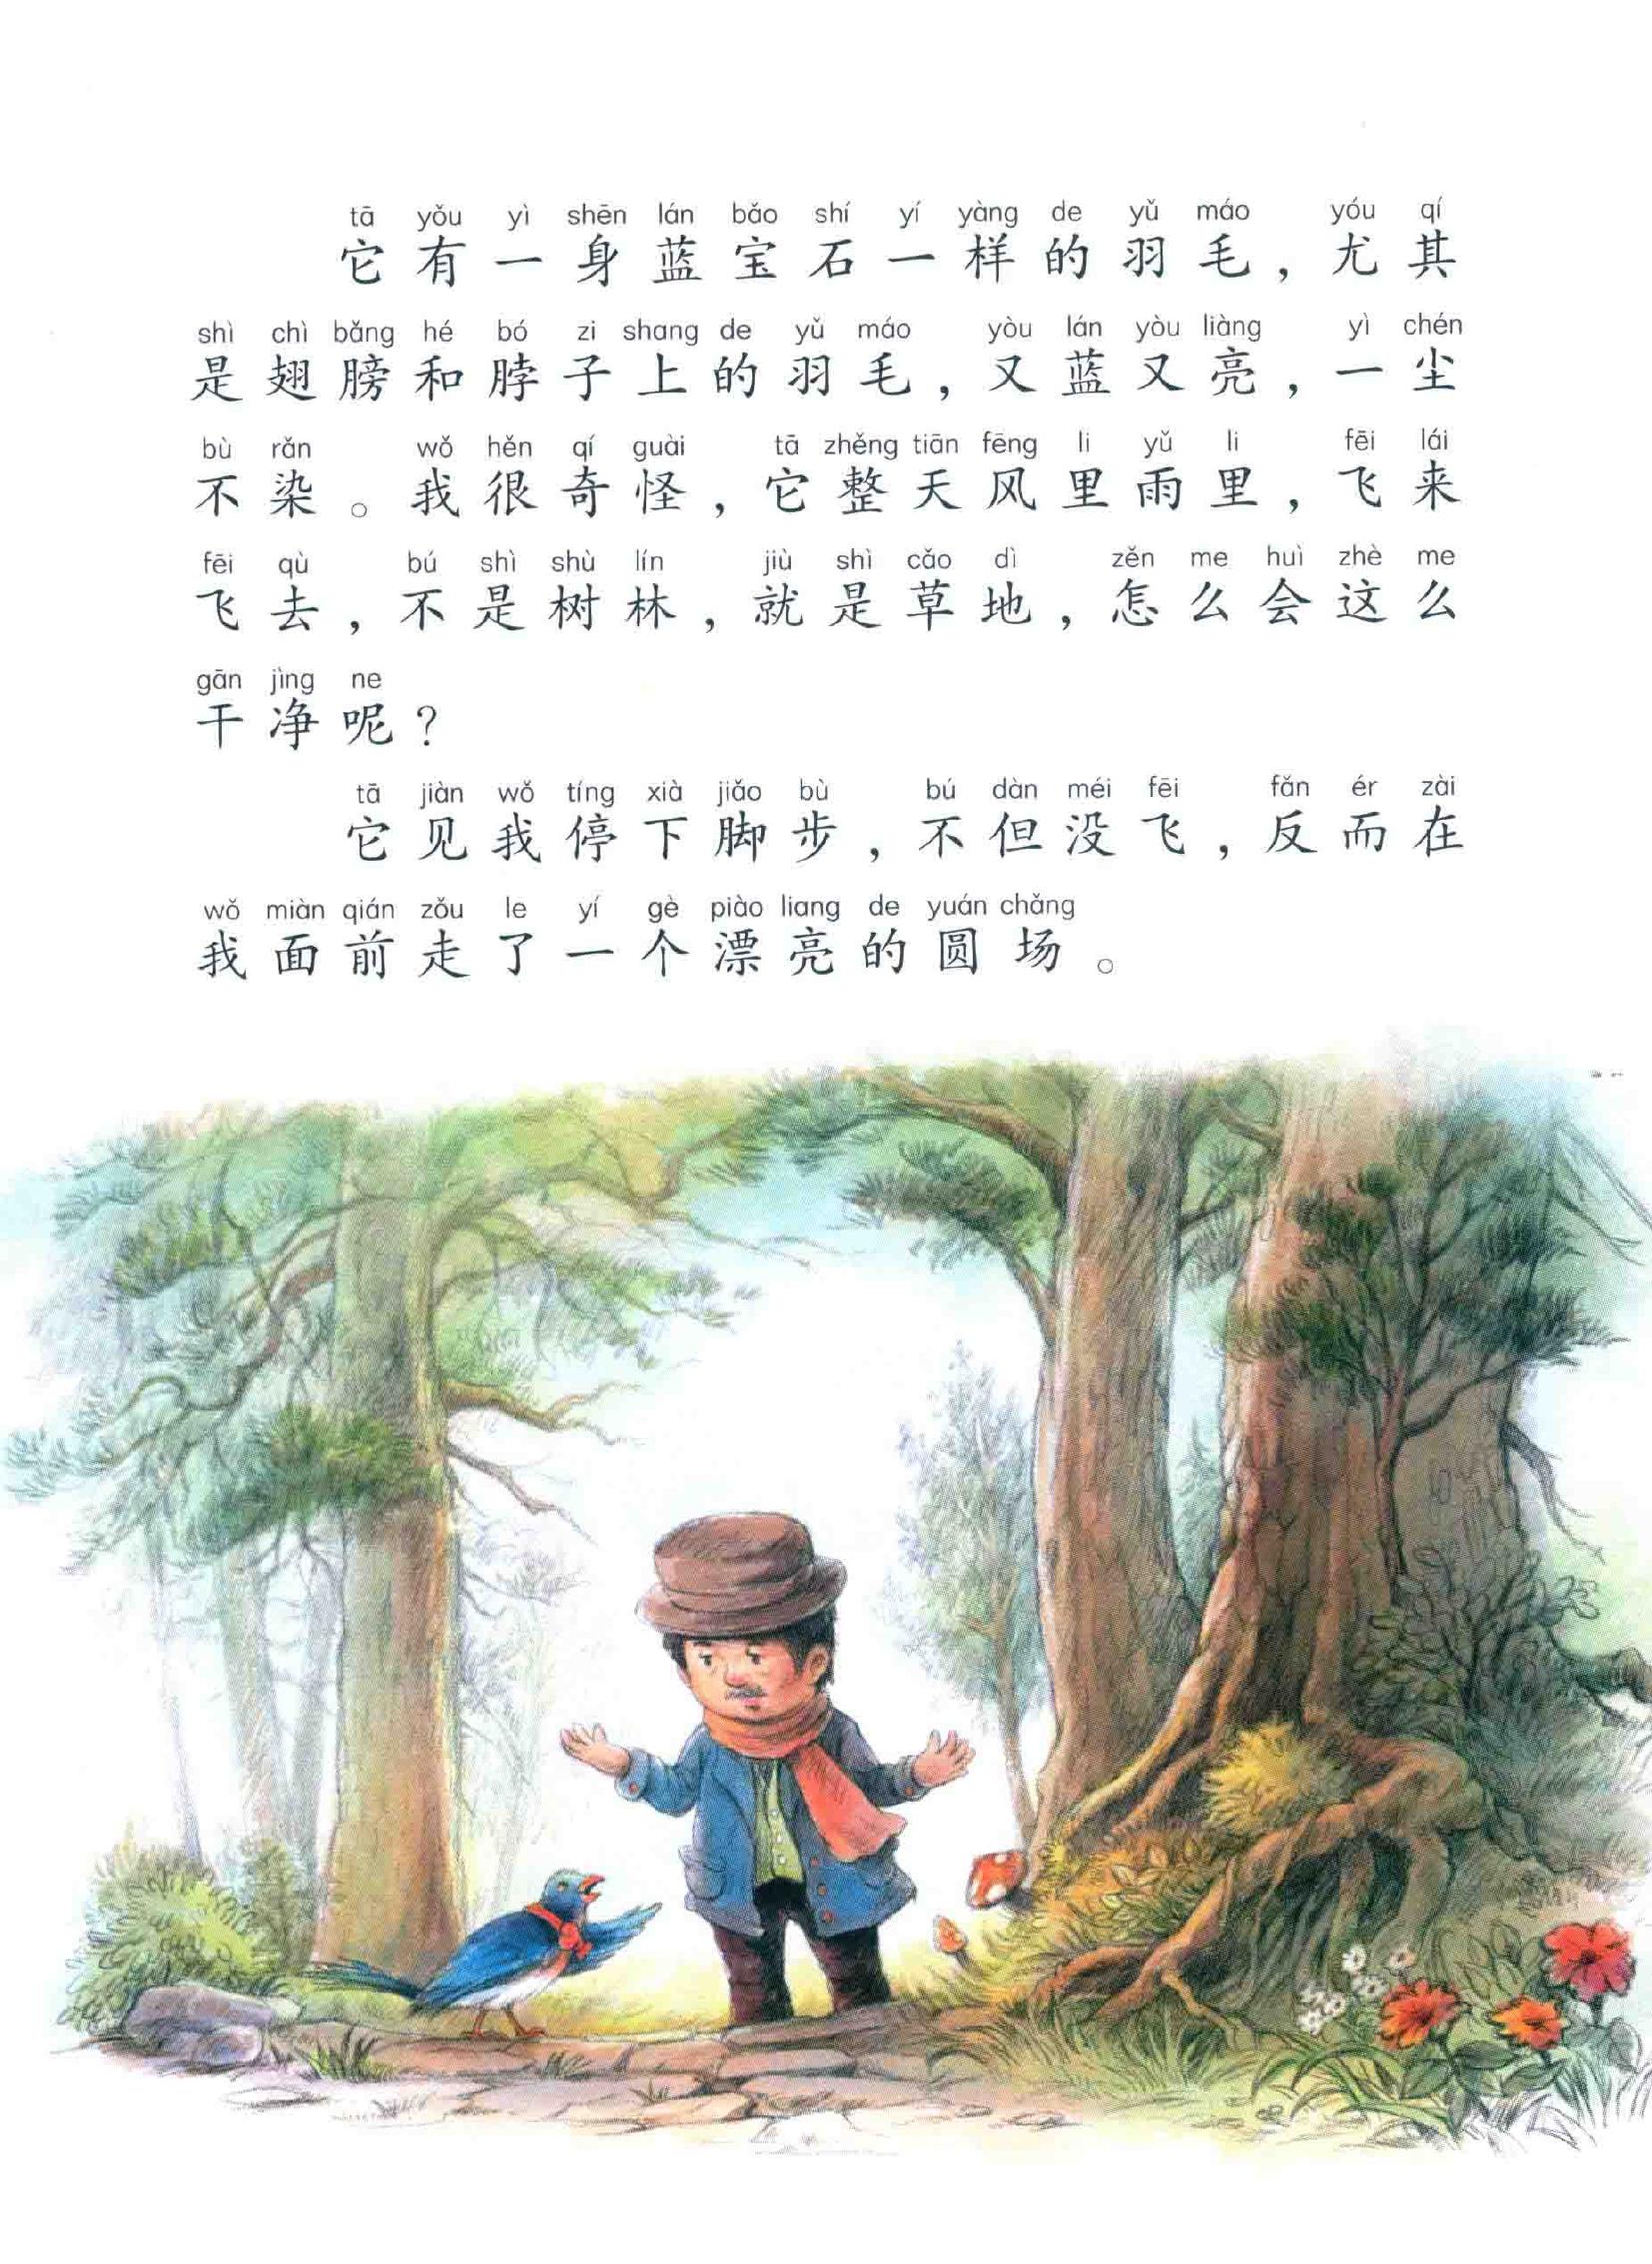 tā yǒu yì shēn lán bǎo shí yí yàng de yǔ máo yóu qí
它有一身蓝宝石一样的羽毛，尤其
shì chì bǎng hé bó zi shang de yǔ máo yòu lán yòu liàng yì chén
是翅膀和脖子上的羽毛，又蓝又亮，一尘
bù rǎn wǒ hěn qí guài tā zhěng tiān fēng li yǔ li fēi lái
不染。我很奇怪，它整天风里雨里，飞来
fēi qù bú shì shù lín jiù shì cǎo dì zěn me huì zhè me
飞去，不是树林，就是草地，怎么会这么
gān jìng ne
干净呢？
tā jiàn wǒ tíng xià jiǎo bù bú dàn méi fēi fǎn ér zài
它见我停下脚步，不但没飞，反而在
wǒ miàn qián zǒu le yí gè piào liang de yuán chǎng
我面前走了一个漂亮的圆场。